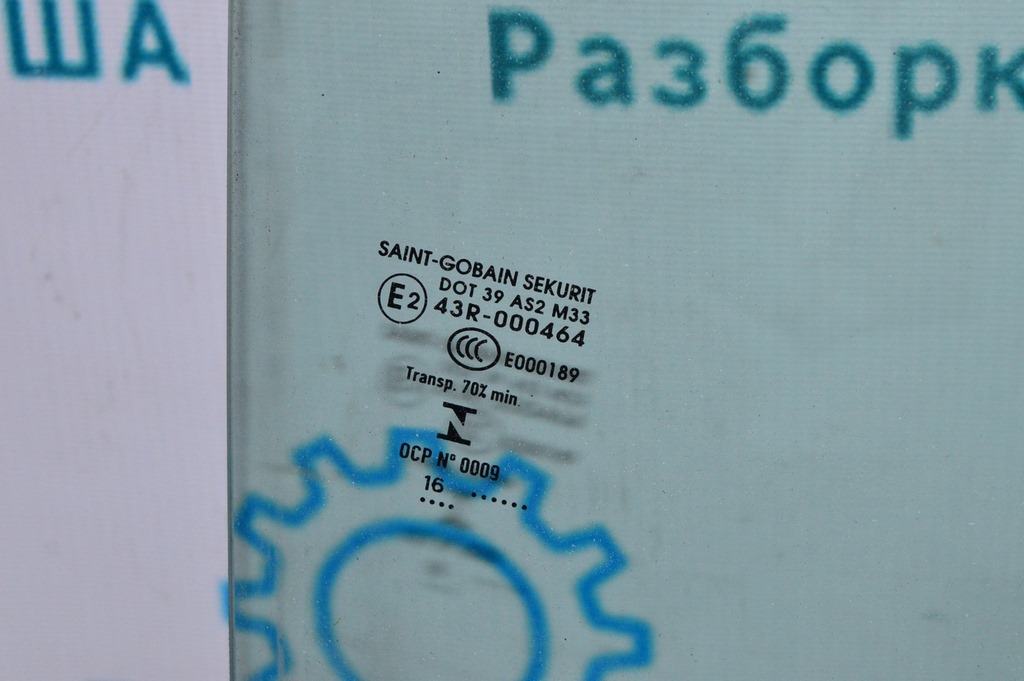 ША
Разборк
SAINT-GOBAIN SEKURIT
DOT 39 AS2 M33
E2 43R-000464
CCC E000189
Transp. 70% min.
OCP Nº 0009
16
.... ......